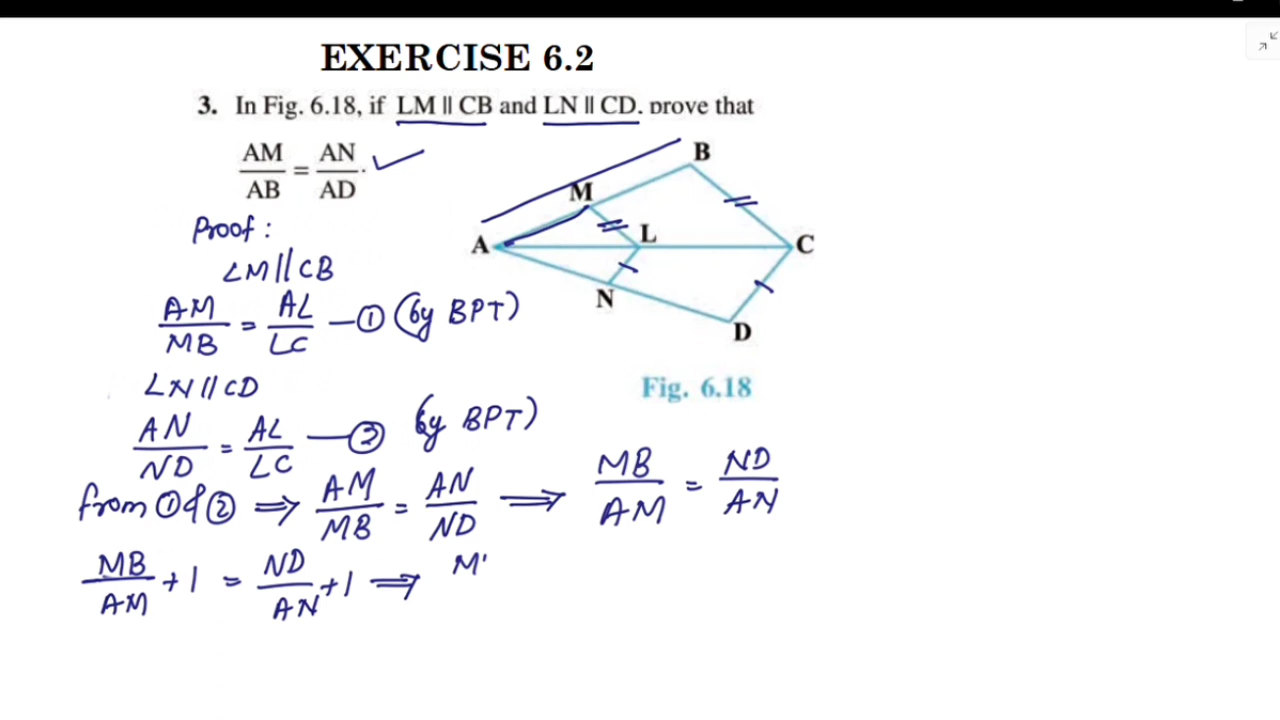 EXERCISE 6.2
3. In Fig. 6.18, if LM || CB and LN || CD. prove that
AM/AB = AN/AD.
Proof :
LM || CB
AM/MB = AL/LC — ① (by BPT)
LN || CD
AN/ND = AL/LC — ② (by BPT)
from ① & ② ⇒ AM/MB = AN/ND ⇒ MB/AM = ND/AN
MB/AM + 1 = ND/AN + 1 ⇒ M
B
M
L
A
C
N
D
Fig. 6.18